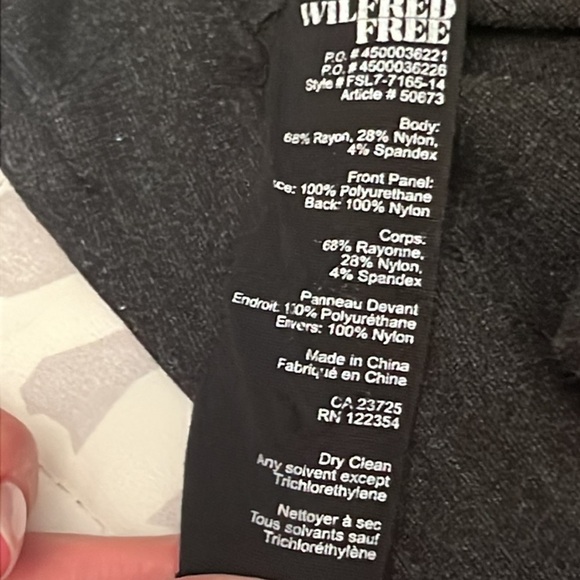 WILFRED
FREE
P.O. # 4500036221
P.O. # 4500036226
Style # FSL7-7165-14
Article # 50673
Body:
68% Rayon, 28% Nylon,
4% Spandex
Front Panel:
100% Polyurethane
Back: 100% Nylon
Corps:
68% Rayonne,
28% Nylon,
4% Spandex
Panneau Devant
Endroit: 100% Polyuréthane
Envers: 100% Nylon
Made in China
Fabriqué en Chine
CA 23725
RN 122354
Dry Clean
Any solvent except
Trichlorethylene
Nettoyer à sec
Tous solvants sauf
Trichloréthylène